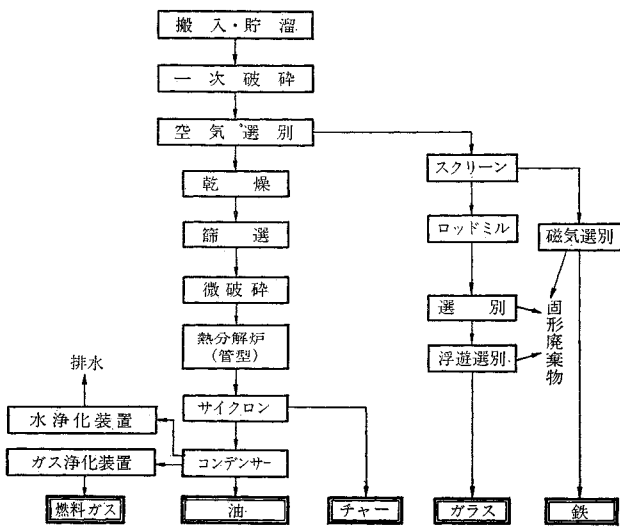 搬入・貯溜
一次破砕
空気選別
乾燥
スクリーン
篩選
ロッドミル
磁気選別
微破砕
選別
固形廃棄物
熱分解炉
(管型)
浮遊選別
排水
サイクロン
水浄化装置
ガス浄化装置
コンデンサー
燃料ガス
油
チャー
ガラス
鉄